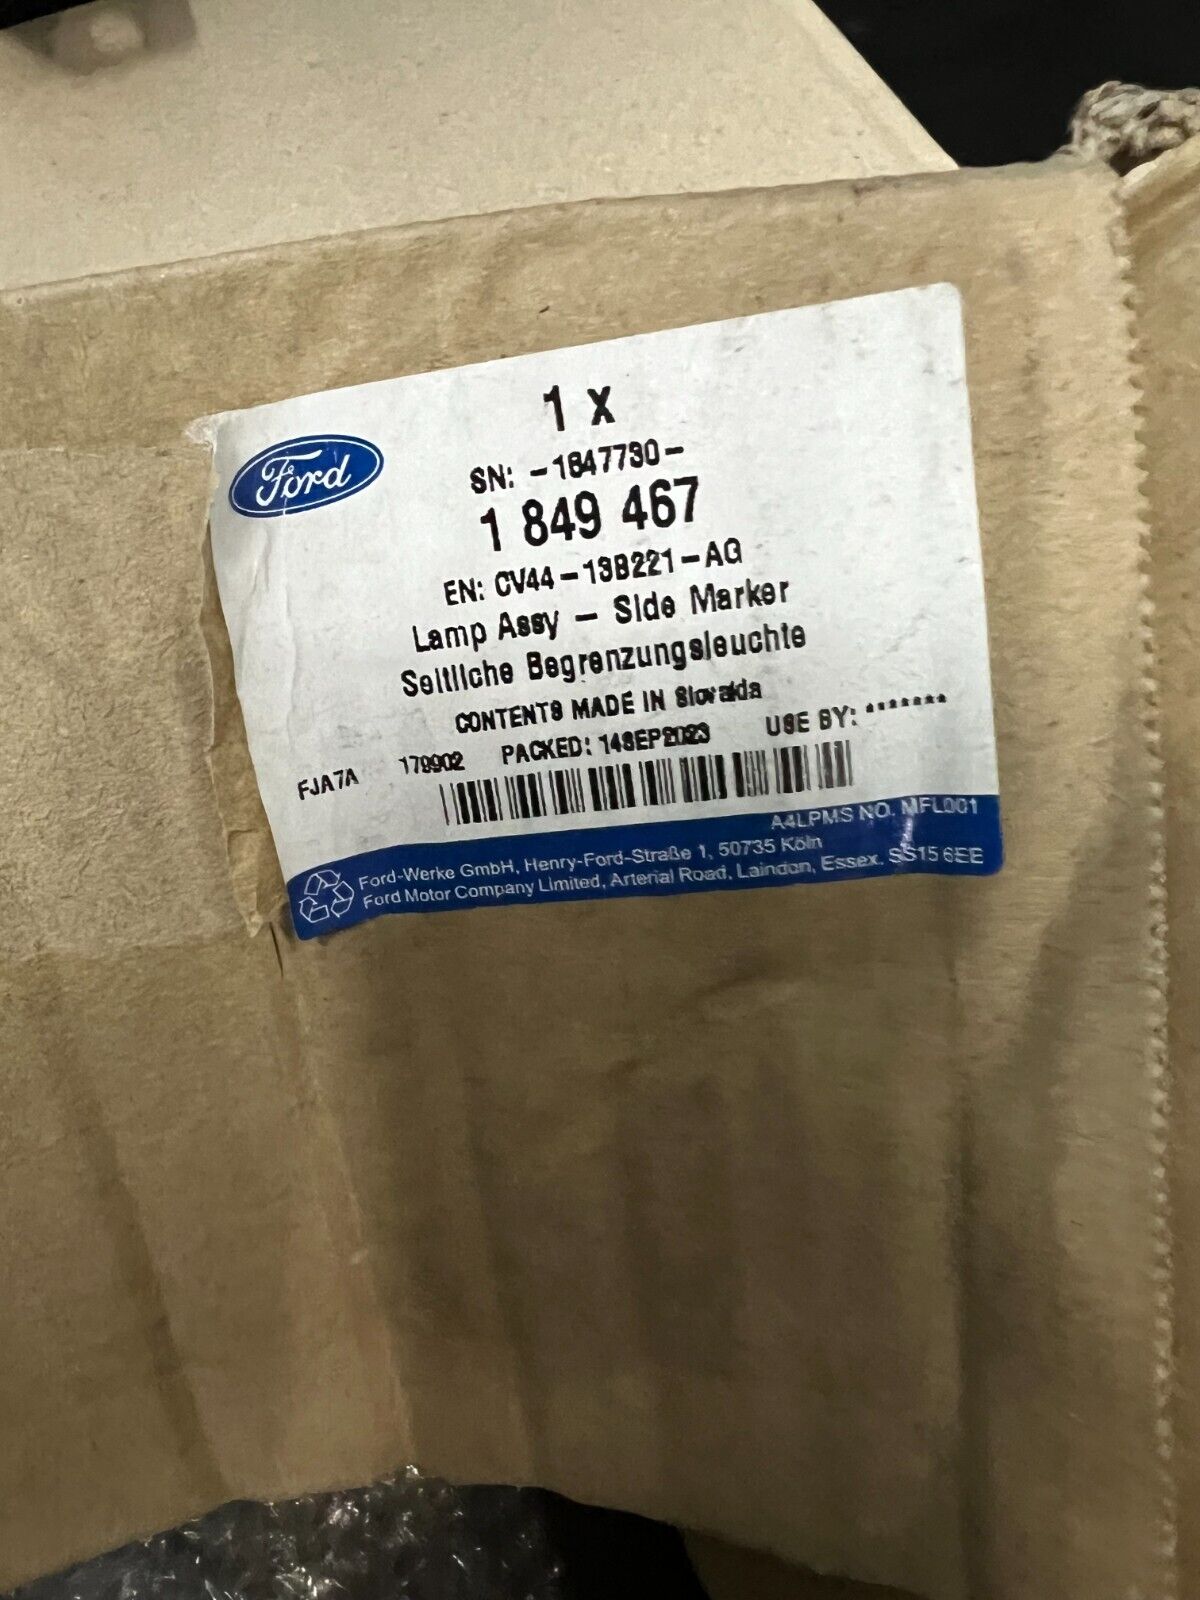 1 x
Ford
SN: -1847730-
1 849 467
EN: CV44-13B221-AG
Lamp Assy - Side Marker
Seitliche Begrenzungsleuchte
CONTENTS MADE IN Slovakia
FJA7A 179902 PACKED: 14SEP2023 USE BY: *******
A4LPMS NO. MFL001
Ford-Werke GmbH, Henry-Ford-Straße 1, 50735 Köln
Ford Motor Company Limited, Arterial Road, Laindon, Essex. SS15 6EE